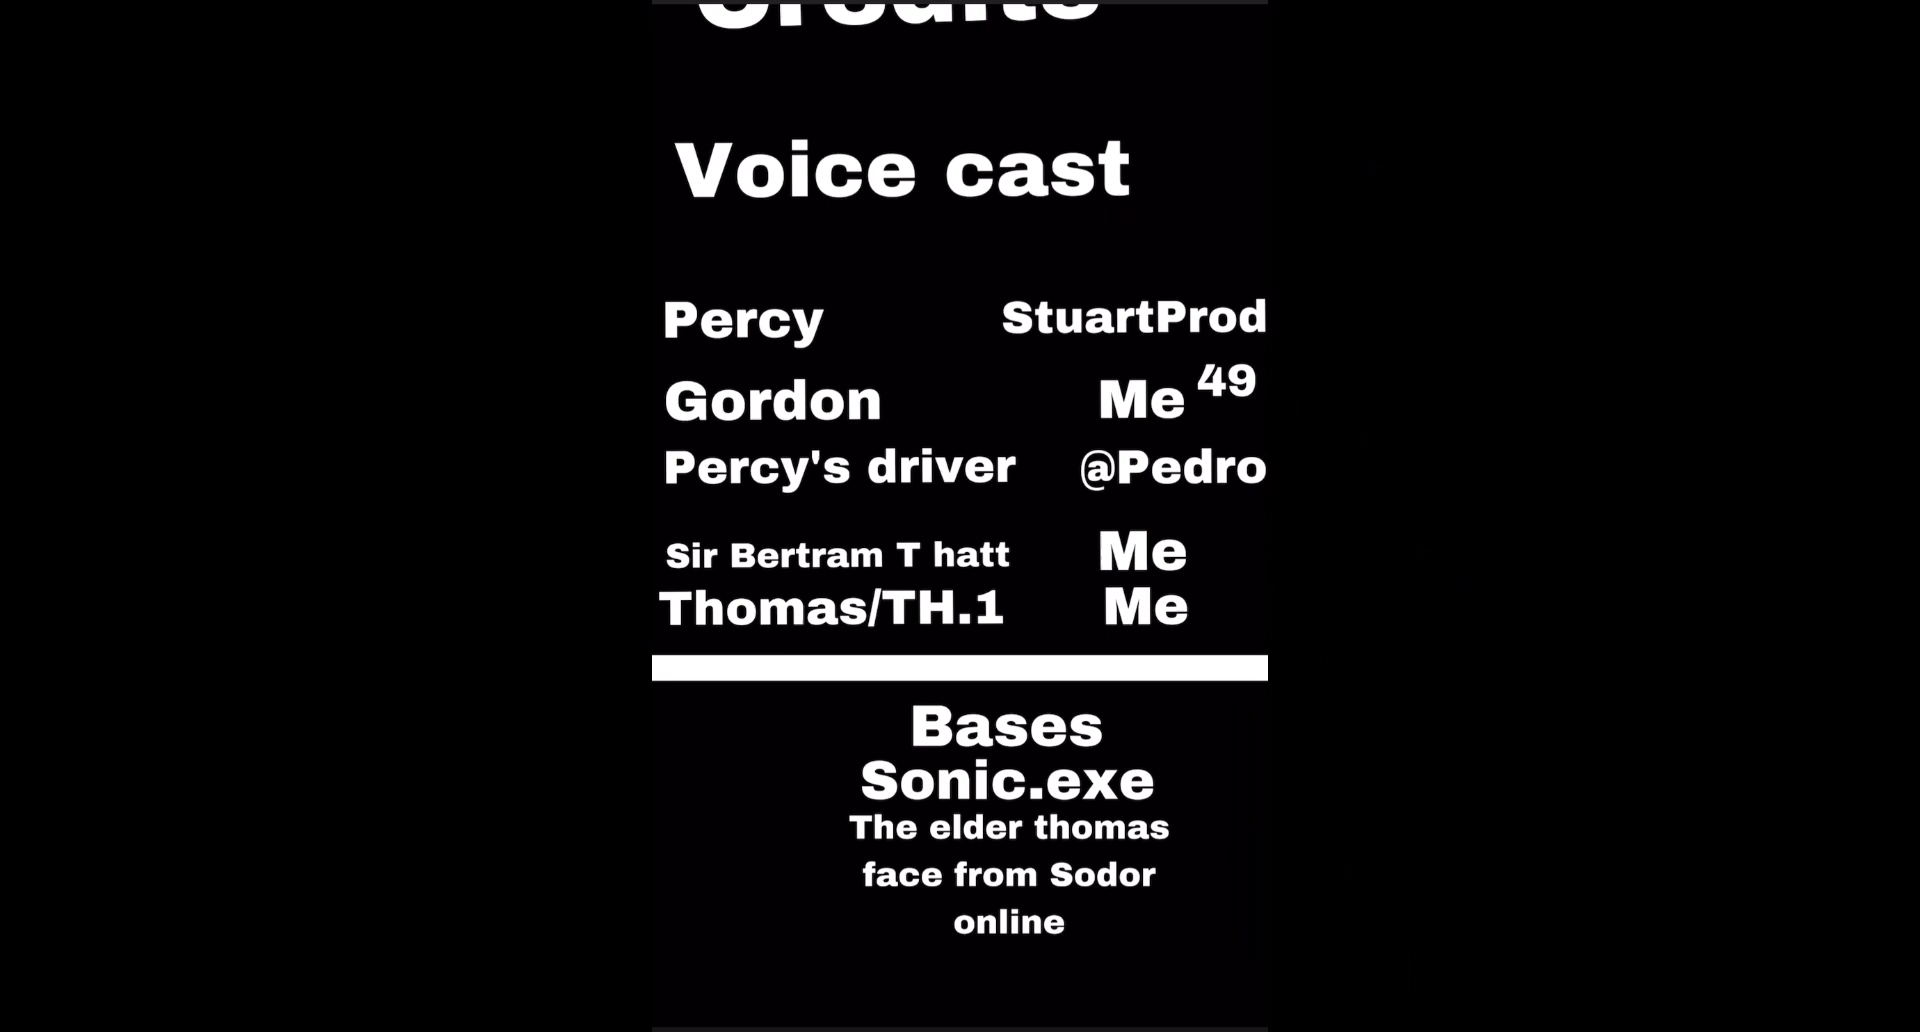 Credits
Voice cast
Percy StuartProd
49
Gordon Me
Percy's driver @Pedro
Sir Bertram T hatt Me
Thomas/TH.1 Me
Bases
Sonic.exe
The elder thomas
face from Sodor
online